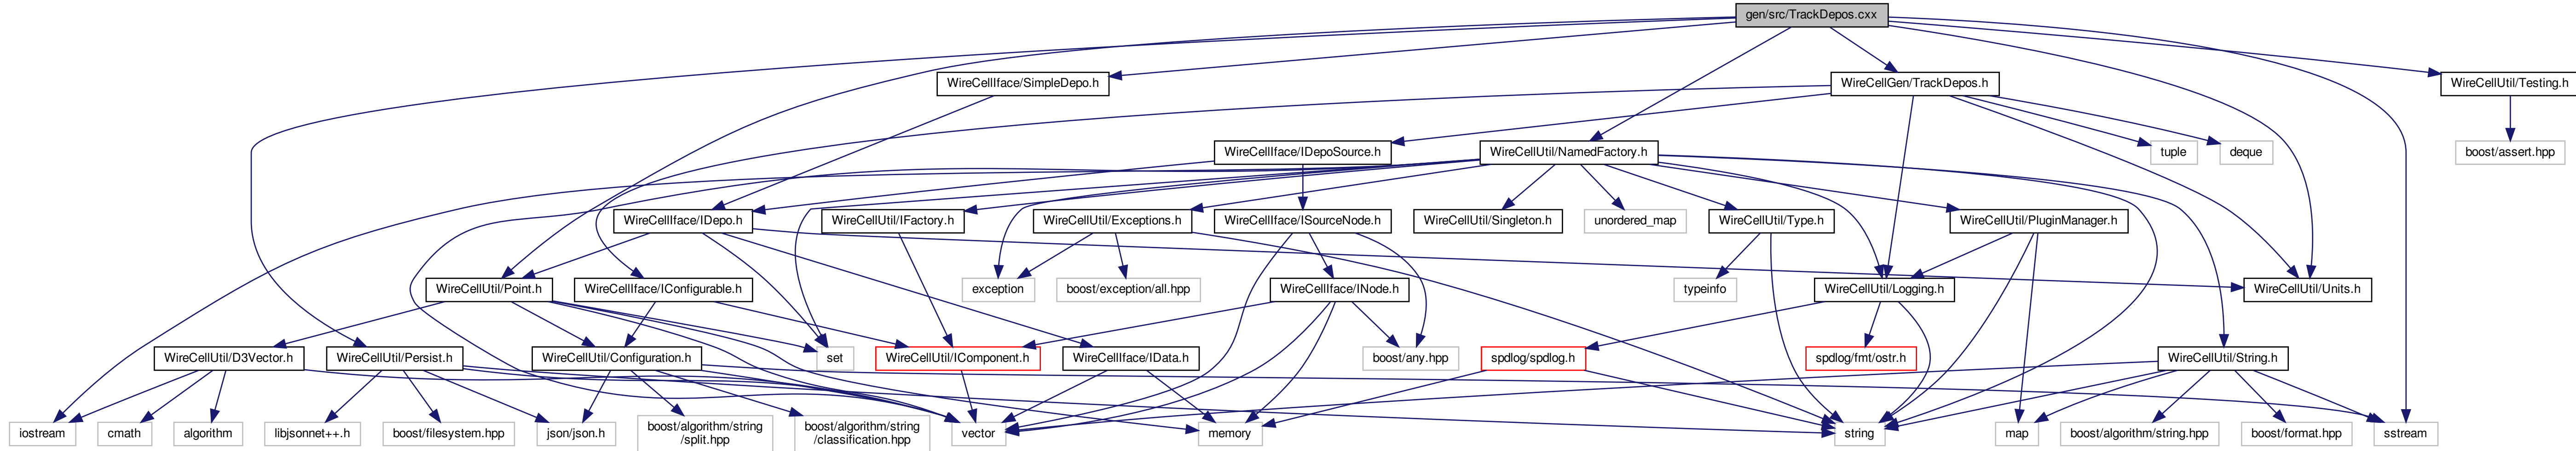 gen/src/TrackDepos.cxx
WireCellIface/SimpleDepo.h
WireCellGen/TrackDepos.h
WireCellUtil/Testing.h
WireCellIface/IDepoSource.h
WireCellUtil/NamedFactory.h
tuple
deque
boost/assert.hpp
WireCellIface/IDepo.h
WireCellUtil/IFactory.h
WireCellUtil/Exceptions.h
WireCellIface/ISourceNode.h
WireCellUtil/Singleton.h
unordered_map
WireCellUtil/Type.h
WireCellUtil/PluginManager.h
WireCellUtil/Point.h
WireCellIface/IConfigurable.h
exception
boost/exception/all.hpp
WireCellIface/INode.h
typeinfo
WireCellUtil/Logging.h
WireCellUtil/Units.h
WireCellUtil/D3Vector.h
WireCellUtil/Persist.h
WireCellUtil/Configuration.h
set
WireCellUtil/IComponent.h
WireCellIface/IData.h
boost/any.hpp
spdlog/spdlog.h
spdlog/fmt/ostr.h
WireCellUtil/String.h
iostream
cmath
algorithm
libjsonnet++.h
boost/filesystem.hpp
json/json.h
boost/algorithm/string
/split.hpp
boost/algorithm/string
/classification.hpp
vector
memory
string
map
boost/algorithm/string.hpp
boost/format.hpp
sstream